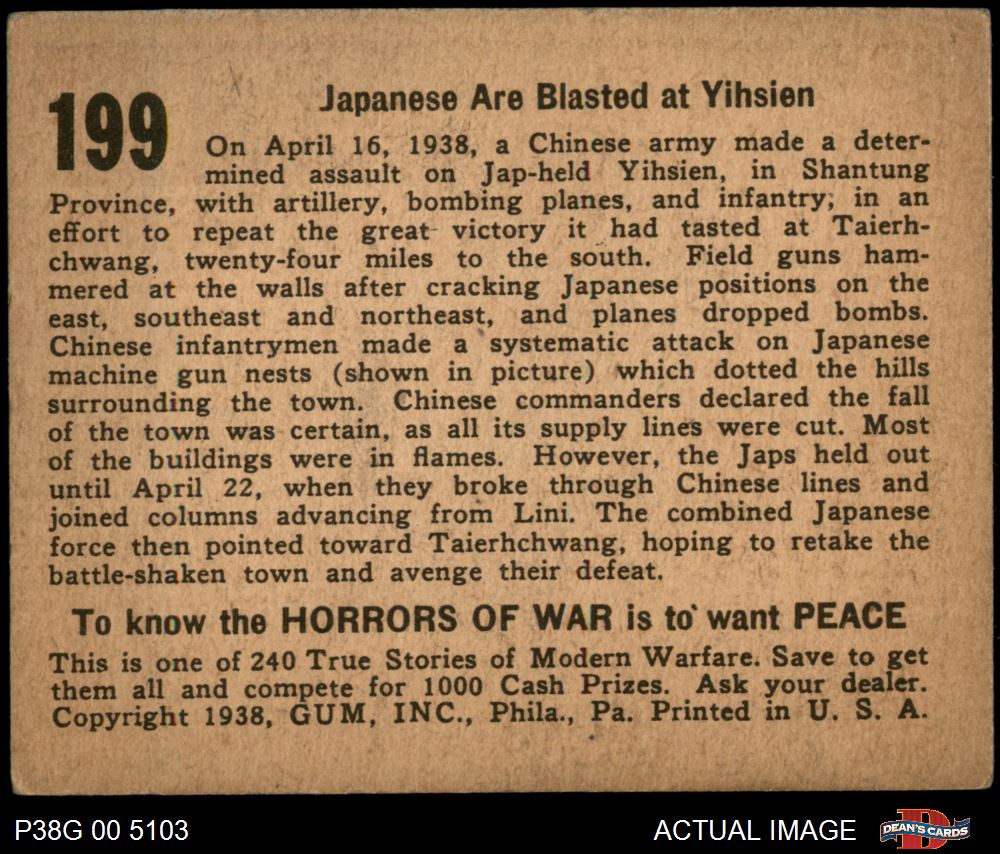 199
Japanese Are Blasted at Yihsien
On April 16, 1938, a Chinese army made a deter-
mined assault on Jap-held Yihsien, in Shantung
Province, with artillery, bombing planes, and infantry; in an
effort to repeat the great victory it had tasted at Taierh-
chwang, twenty-four miles to the south. Field guns ham-
mered at the walls after cracking Japanese positions on the
east, southeast and northeast, and planes dropped bombs.
Chinese infantrymen made a systematic attack on Japanese
machine gun nests (shown in picture) which dotted the hills
surrounding the town. Chinese commanders declared the fall
of the town was certain, as all its supply lines were cut. Most
of the buildings were in flames. However, the Japs held out
until April 22, when they broke through Chinese lines and
joined columns advancing from Lini. The combined Japanese
force then pointed toward Taierhchwang, hoping to retake the
battle-shaken town and avenge their defeat.
To know the HORRORS OF WAR is to want PEACE
This is one of 240 True Stories of Modern Warfare. Save to get
them all and compete for 1000 Cash Prizes. Ask your dealer.
Copyright 1938, GUM, INC., Phila., Pa. Printed in U. S. A.
P38G 00 5103
ACTUAL IMAGE
DEAN'S CARDS